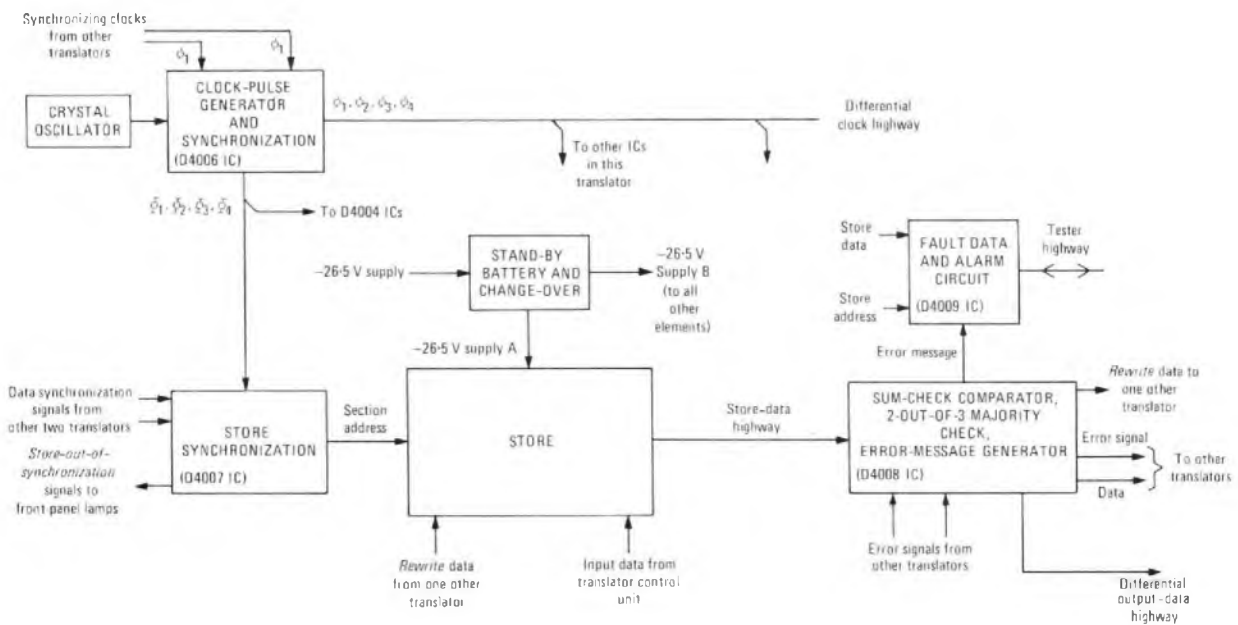 Synchronizing clocks
from other
translators
ϕ1
ϕ1
CRYSTAL
OSCILLATOR
CLOCK-PULSE
GENERATOR
AND
SYNCHRONIZATION
(D4006 IC)
ϕ1, ϕ2, ϕ3, ϕ4
Differential
clock highway
To other ICs
in this
translator
ϕ̄1, ϕ̄2, ϕ̄3, ϕ̄4
To D4004 ICs
-26·5 V supply
STAND-BY
BATTERY AND
CHANGE-OVER
-26·5 V
Supply B
(to all
other
elements)
-26·5 V supply A
Store
data
Store
address
FAULT DATA
AND ALARM
CIRCUIT
(D4009 IC)
Tester
highway
Error message
Data synchronization
signals from
other two translators
Store-out-of-
synchronization
signals to
front panel lamps
STORE
SYNCHRONIZATION
(D4007 IC)
Section
address
STORE
Store-data
highway
SUM-CHECK COMPARATOR,
2-OUT-OF-3 MAJORITY
CHECK,
ERROR-MESSAGE GENERATOR
(D4008 IC)
Rewrite data to
one other
translator
Error signal
Data
To other
translators
Rewrite data
from one other
translator
Input data from
translator control
unit
Error signals from
other translators
Differential
output-data
highway